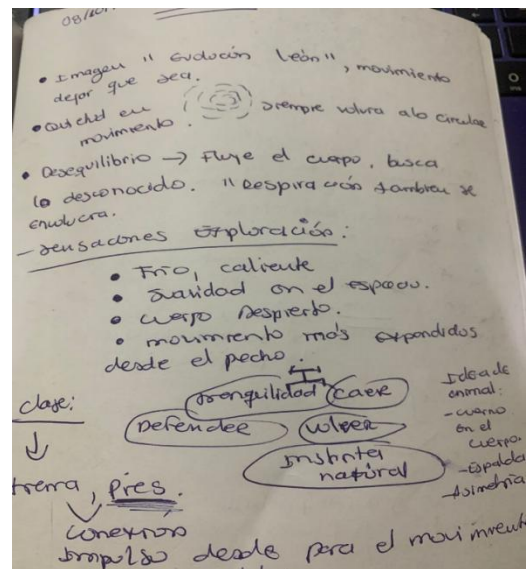 08/10/
• Imagen "Evolución León", movimiento
dejar que sea.
• Quietud en
movimiento.
siempre volvía a lo circular
• Desequilibrio → Fluye el cuerpo, busca
lo desconocido. "Respiración también se
involucra.
- Sensaciones Exploración:
• Frío, caliente
• Suavidad en el espacio.
• cuerpo Despierto.
• movimiento más expandidos
desde el pecho.
tranquilidad caer
Defender volver
Instinto
natural
Idea de
animal:
- cuerno
en el
cuerpo.
- Espalda
- Asimetría
clase:
↓
tierra, pies.
conexión
Impulso desde para el movimiento